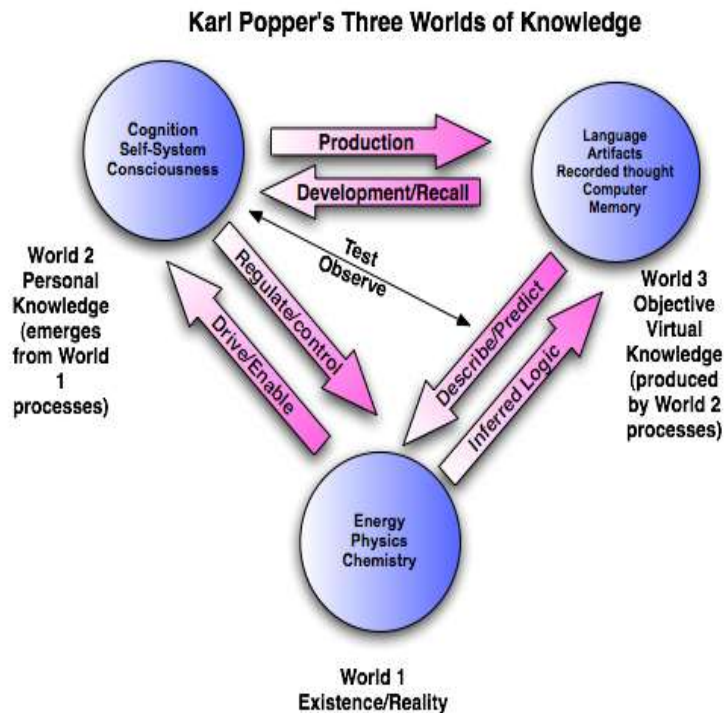 Karl Popper's Three Worlds of Knowledge
Cognition
Self-System
Consciousness
Production
Development/Recall
Language
Artifacts
Recorded thought
Computer
Memory
World 2
Personal
Knowledge
(emerges
from World
1
processes)
Regulate/control
Drive/Enable
Test
Observe
Describe/Predict
Inferred Logic
World 3
Objective
Virtual
Knowledge
(produced
by World 2
processes)
Energy
Physics
Chemistry
World 1
Existence/Reality